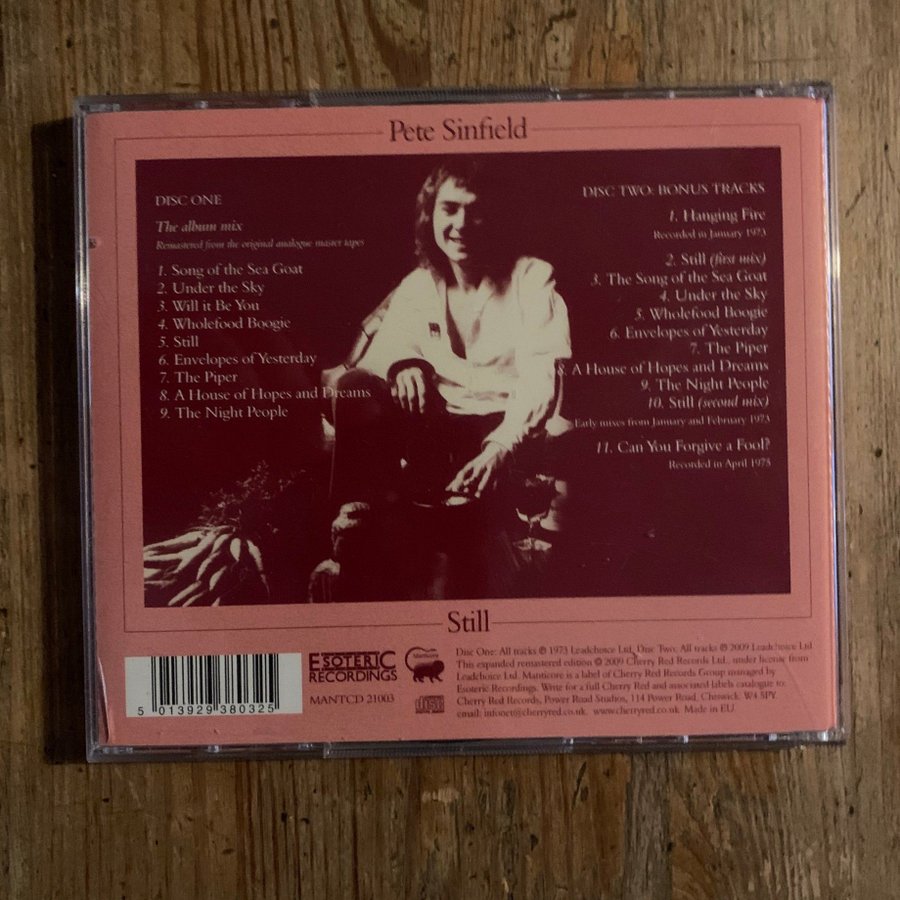 Pete Sinfield
DISC ONE
The album mix
Remastered from the original analogue master tapes
1. Song of the Sea Goat
2. Under the Sky
3. Will it Be You
4. Wholefood Boogie
5. Still
6. Envelopes of Yesterday
7. The Piper
8. A House of Hopes and Dreams
9. The Night People
DISC TWO: BONUS TRACKS
1. Hanging Fire
Recorded in January 1973
2. Still (first mix)
3. The Song of the Sea Goat
4. Under the Sky
5. Wholefood Boogie
6. Envelopes of Yesterday
7. The Piper
8. A House of Hopes and Dreams
9. The Night People
10. Still (second mix)
Early mixes from January and February 1973
11. Can You Forgive a Fool?
Recorded in April 1973
Still
5 013929 380325
ESOTERIC
RECORDINGS
MANTCD 21003
Manticore
Disc One: All tracks ℗ 1973 Leadchoice Ltd, Disc Two: All tracks ℗ 2009 Leadchoice Ltd
This expanded remastered edition © 2009 Cherry Red Records Ltd., under license from
Leadchoice Ltd. Manticore is a label of Cherry Red Records Group managed by
Esoteric Recordings. Write for a full Cherry Red and associated labels catalogue to:
Cherry Red Records, Power Road Studios, 114 Power Road, Chiswick. W4 5PY.
email: infonet@cherryred.co.uk. www.cherryred.co.uk Made in EU